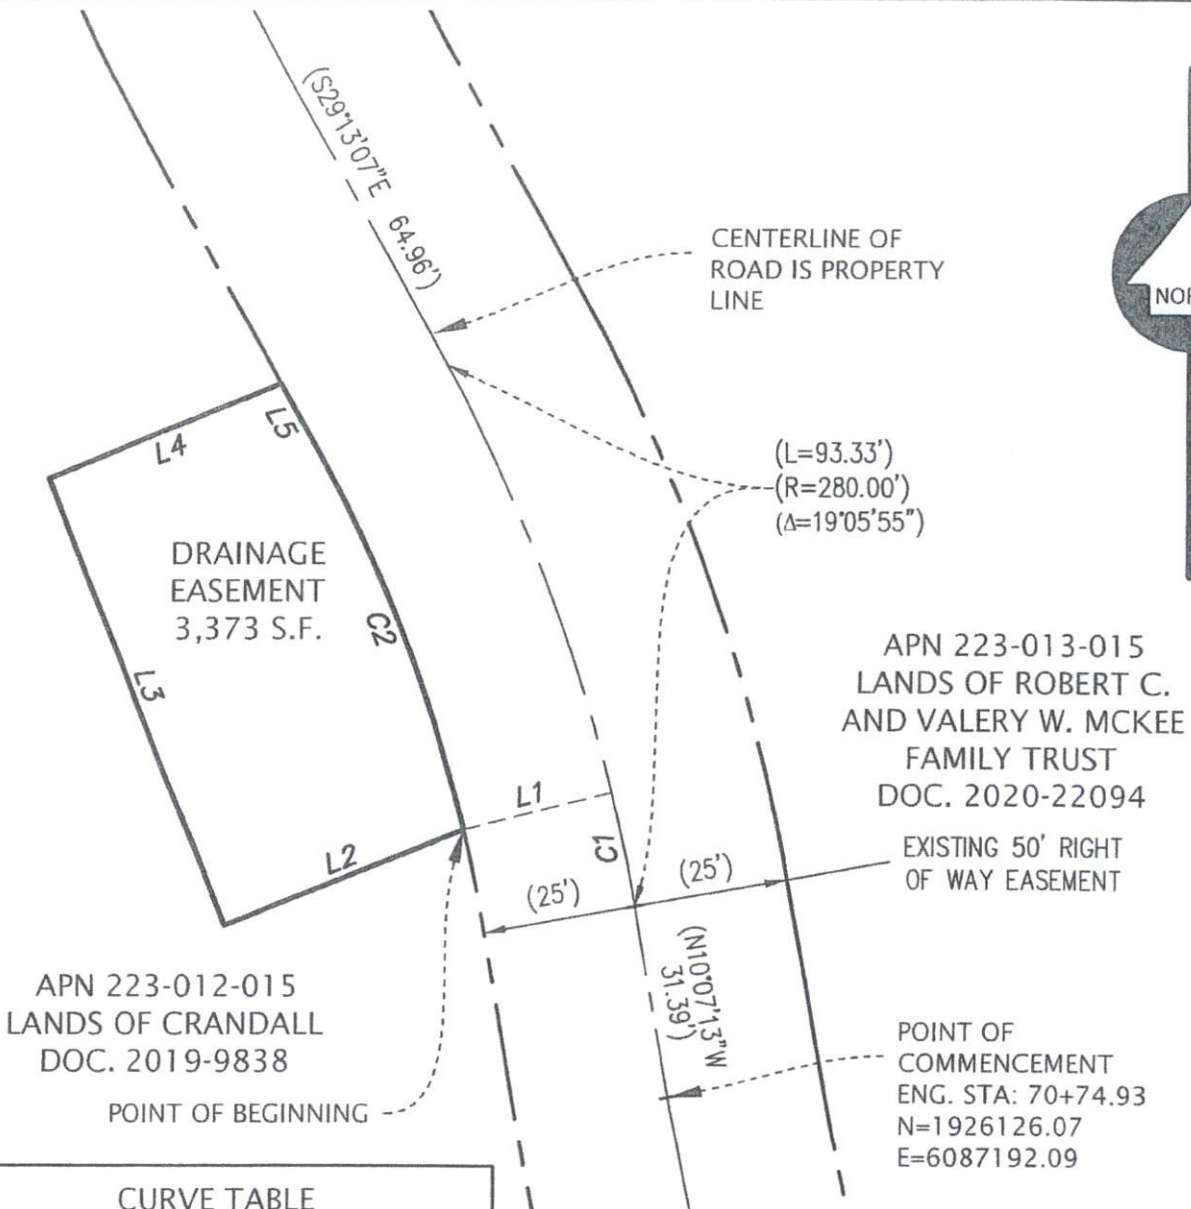 (S29°13'07"E 64.96')
CENTERLINE OF
ROAD IS PROPERTY
LINE
(L=93.33')
(R=280.00')
(Δ=19°05'55")
L5
L4
DRAINAGE
EASEMENT
3,373 S.F.
C2
L3
APN 223-013-015
LANDS OF ROBERT C.
AND VALERY W. MCKEE
FAMILY TRUST
DOC. 2020-22094
L1
L2
C1
(25')
(25')
EXISTING 50' RIGHT
OF WAY EASEMENT
(N10°07'13"W
31.39')
APN 223-012-015
LANDS OF CRANDALL
DOC. 2019-9838
POINT OF BEGINNING
POINT OF
COMMENCEMENT
ENG. STA: 70+74.93
N=1926126.07
E=6087192.09
CURVE TABLE